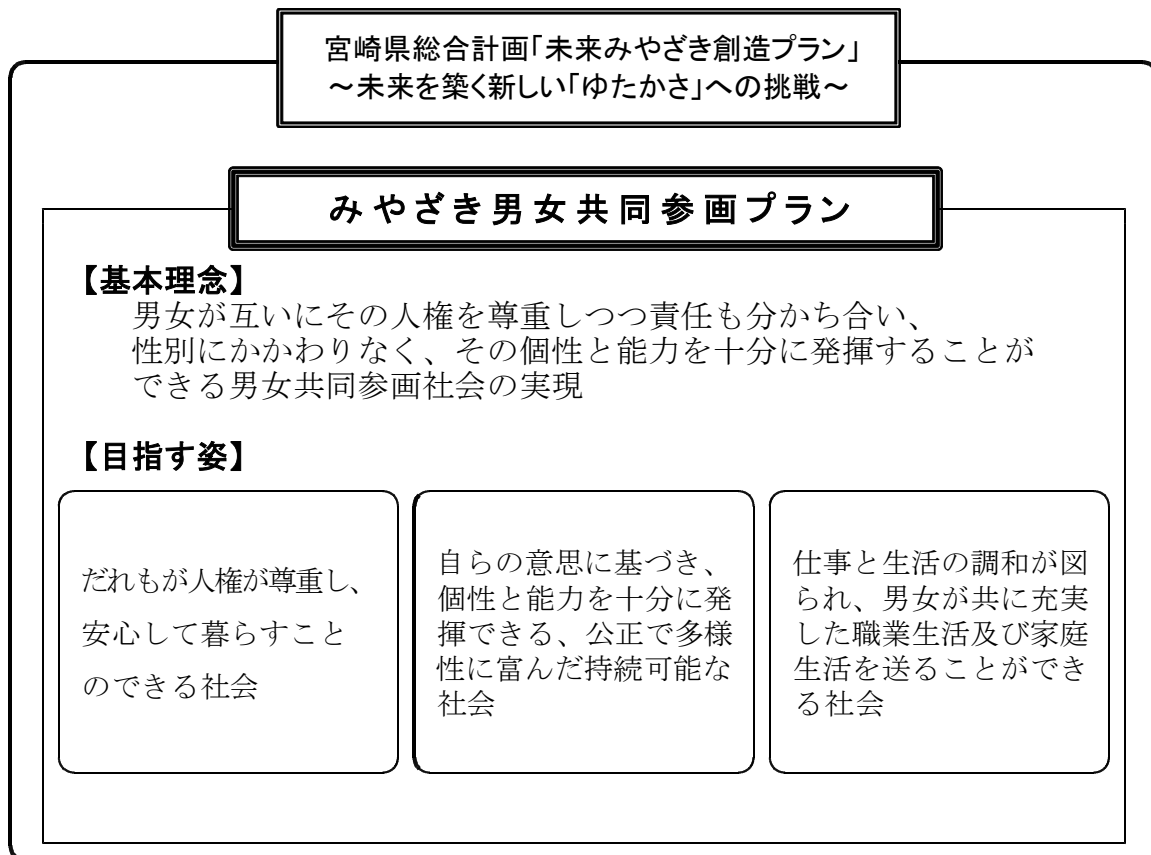 宮崎県総合計画「未来みやざき創造プラン」
～未来を築く新しい「ゆたかさ」への挑戦～
みやざき男女共同参画プラン
【基本理念】
男女が互いにその人権を尊重しつつ責任も分かち合い、
性別にかかわりなく、その個性と能力を十分に発揮することが
できる男女共同参画社会の実現
【目指す姿】
だれもが人権が尊重し、
安心して暮らすこと
のできる社会
自らの意思に基づき、
個性と能力を十分に発
揮できる、公正で多様
性に富んだ持続可能な
社会
仕事と生活の調和が図
られ、男女が共に充実
した職業生活及び家庭
生活を送ることができ
る社会